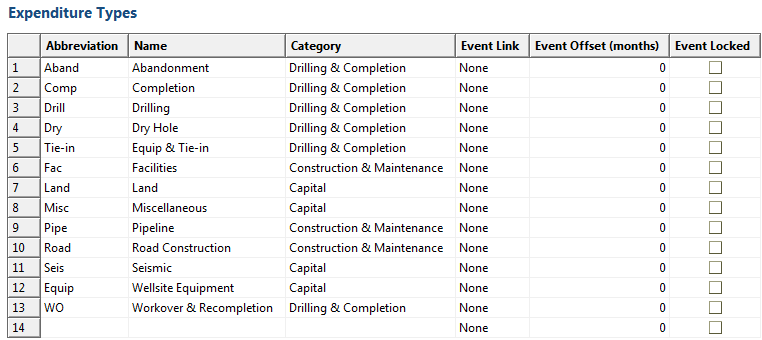 Expenditure Types
Abbreviation Name Category Event Link Event Offset (months) Event Locked
1 Aband Abandonment Drilling & Completion None 0
2 Comp Completion Drilling & Completion None 0
3 Drill Drilling Drilling & Completion None 0
4 Dry Dry Hole Drilling & Completion None 0
5 Tie-in Equip & Tie-in Drilling & Completion None 0
6 Fac Facilities Construction & Maintenance None 0
7 Land Land Capital None 0
8 Misc Miscellaneous Capital None 0
9 Pipe Pipeline Construction & Maintenance None 0
10 Road Road Construction Construction & Maintenance None 0
11 Seis Seismic Capital None 0
12 Equip Wellsite Equipment Capital None 0
13 WO Workover & Recompletion Drilling & Completion None 0
14 None 0